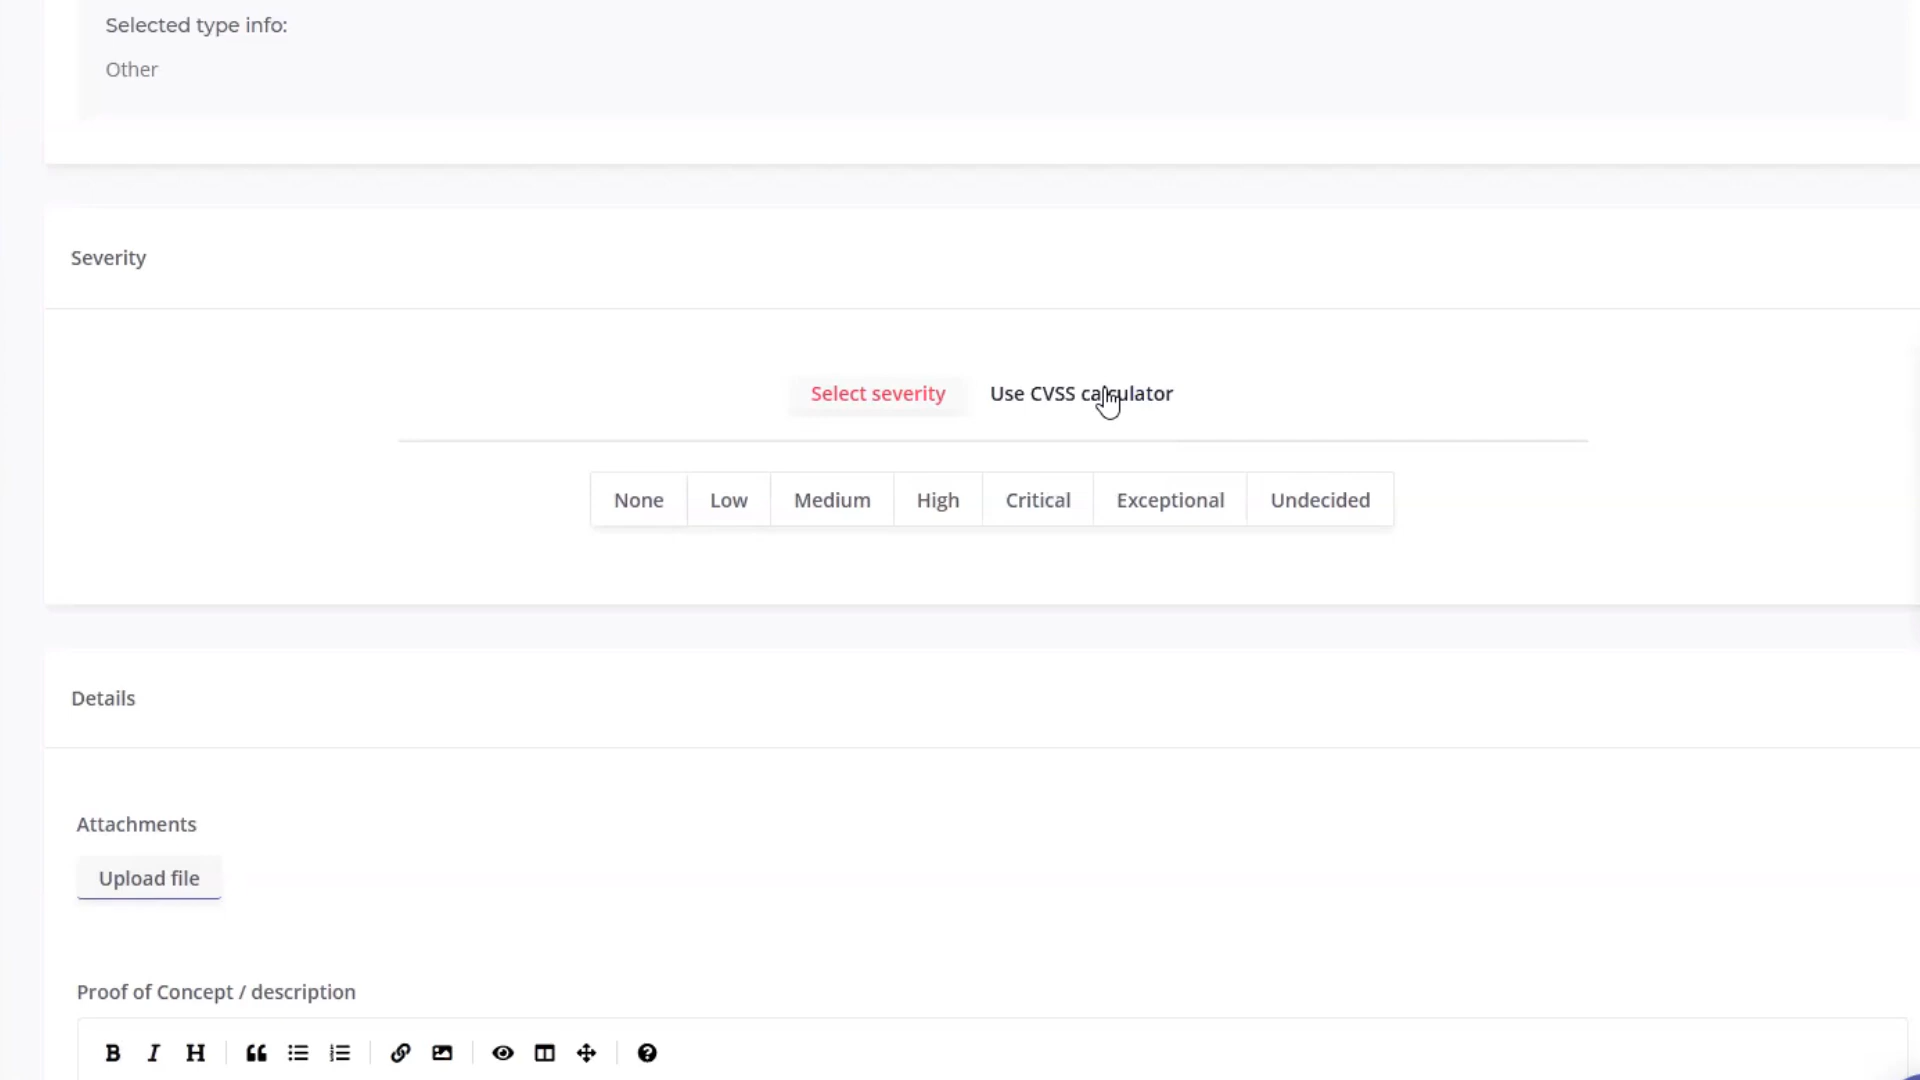 Selected type info:
Other
Severity
Select severity
Use CVSS calculator
None
Low
Medium
High
Critical
Exceptional
Undecided
Details
Attachments
Upload file
Proof of Concept / description
B I H